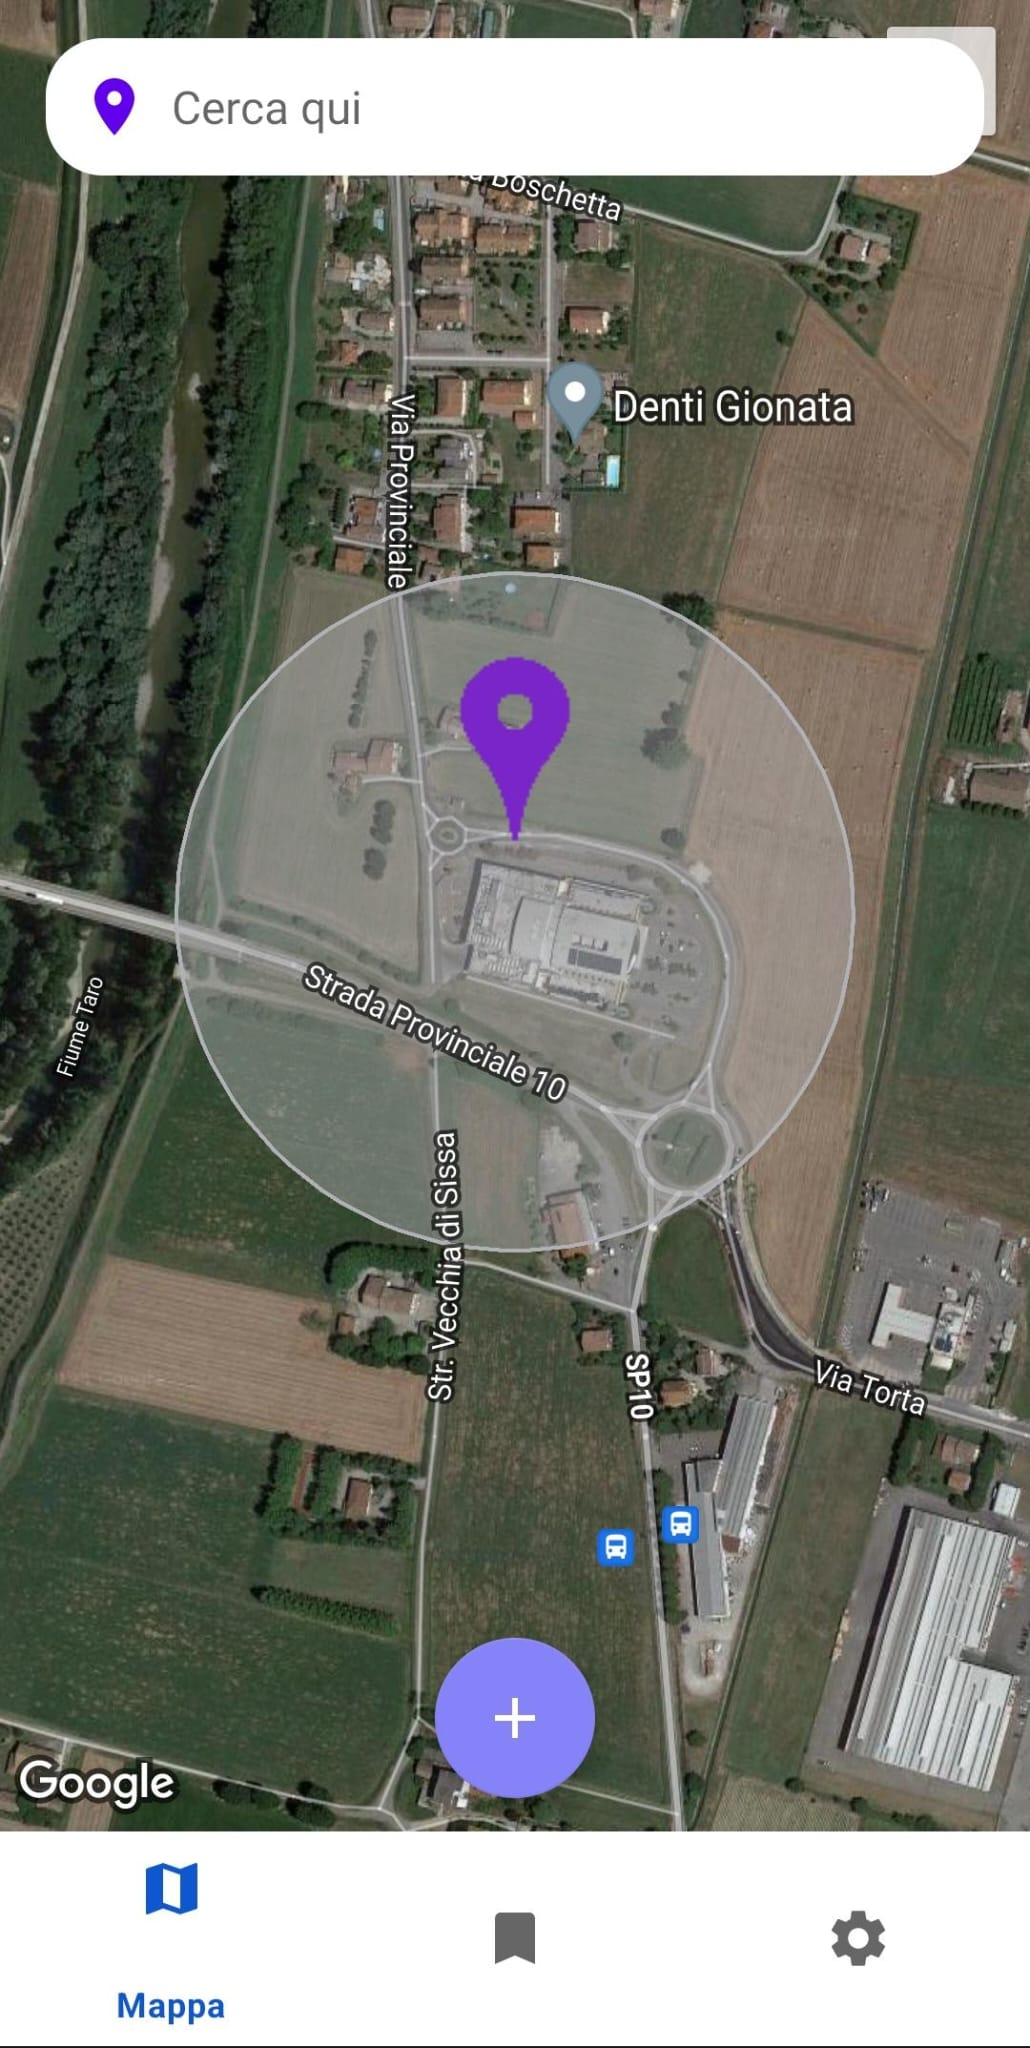 Cerca qui
Boschetta
Denti Gionata
Via Provinciale
Strada Provinciale 10
Fiume Taro
Str. Vecchia di Sissa
SP10
Via Torta
Google
Mappa